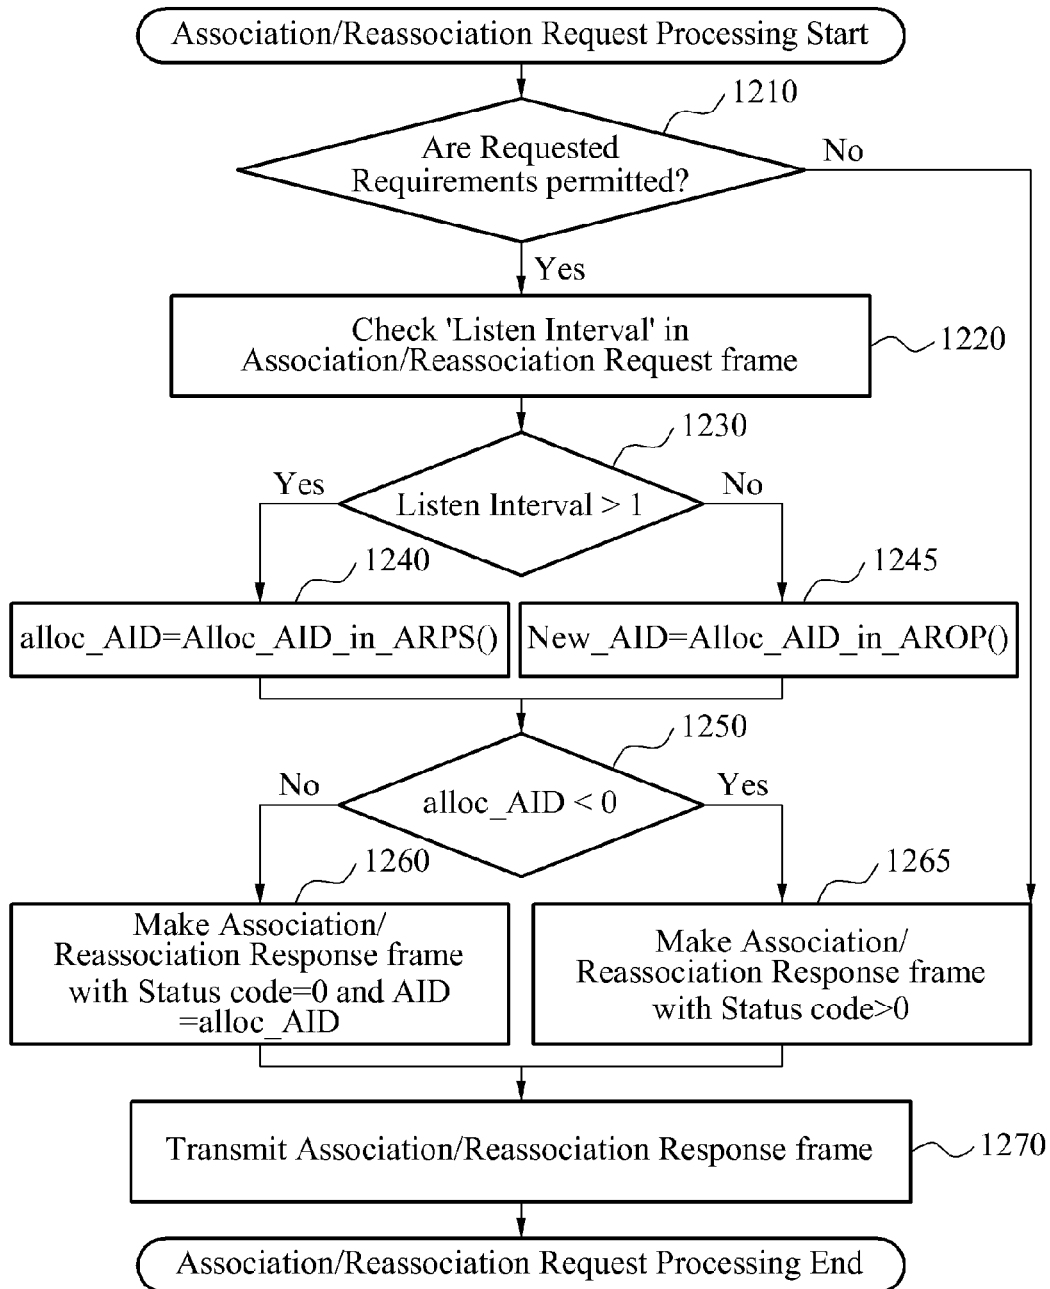 Association/Reassociation Request Processing Start
1210
Are Requested
Requirements permitted?
No
Yes
Check 'Listen Interval' in
Association/Reassociation Request frame
1220
1230
Yes
Listen Interval > 1
No
1240
1245
alloc_AID=Alloc_AID_in_ARPS()
New_AID=Alloc_AID_in_AROP()
1250
No
alloc_AID < 0
Yes
1260
1265
Make Association/
Reassociation Response frame
with Status code=0 and AID
=alloc_AID
Make Association/
Reassociation Response frame
with Status code>0
Transmit Association/Reassociation Response frame
1270
Association/Reassociation Request Processing End